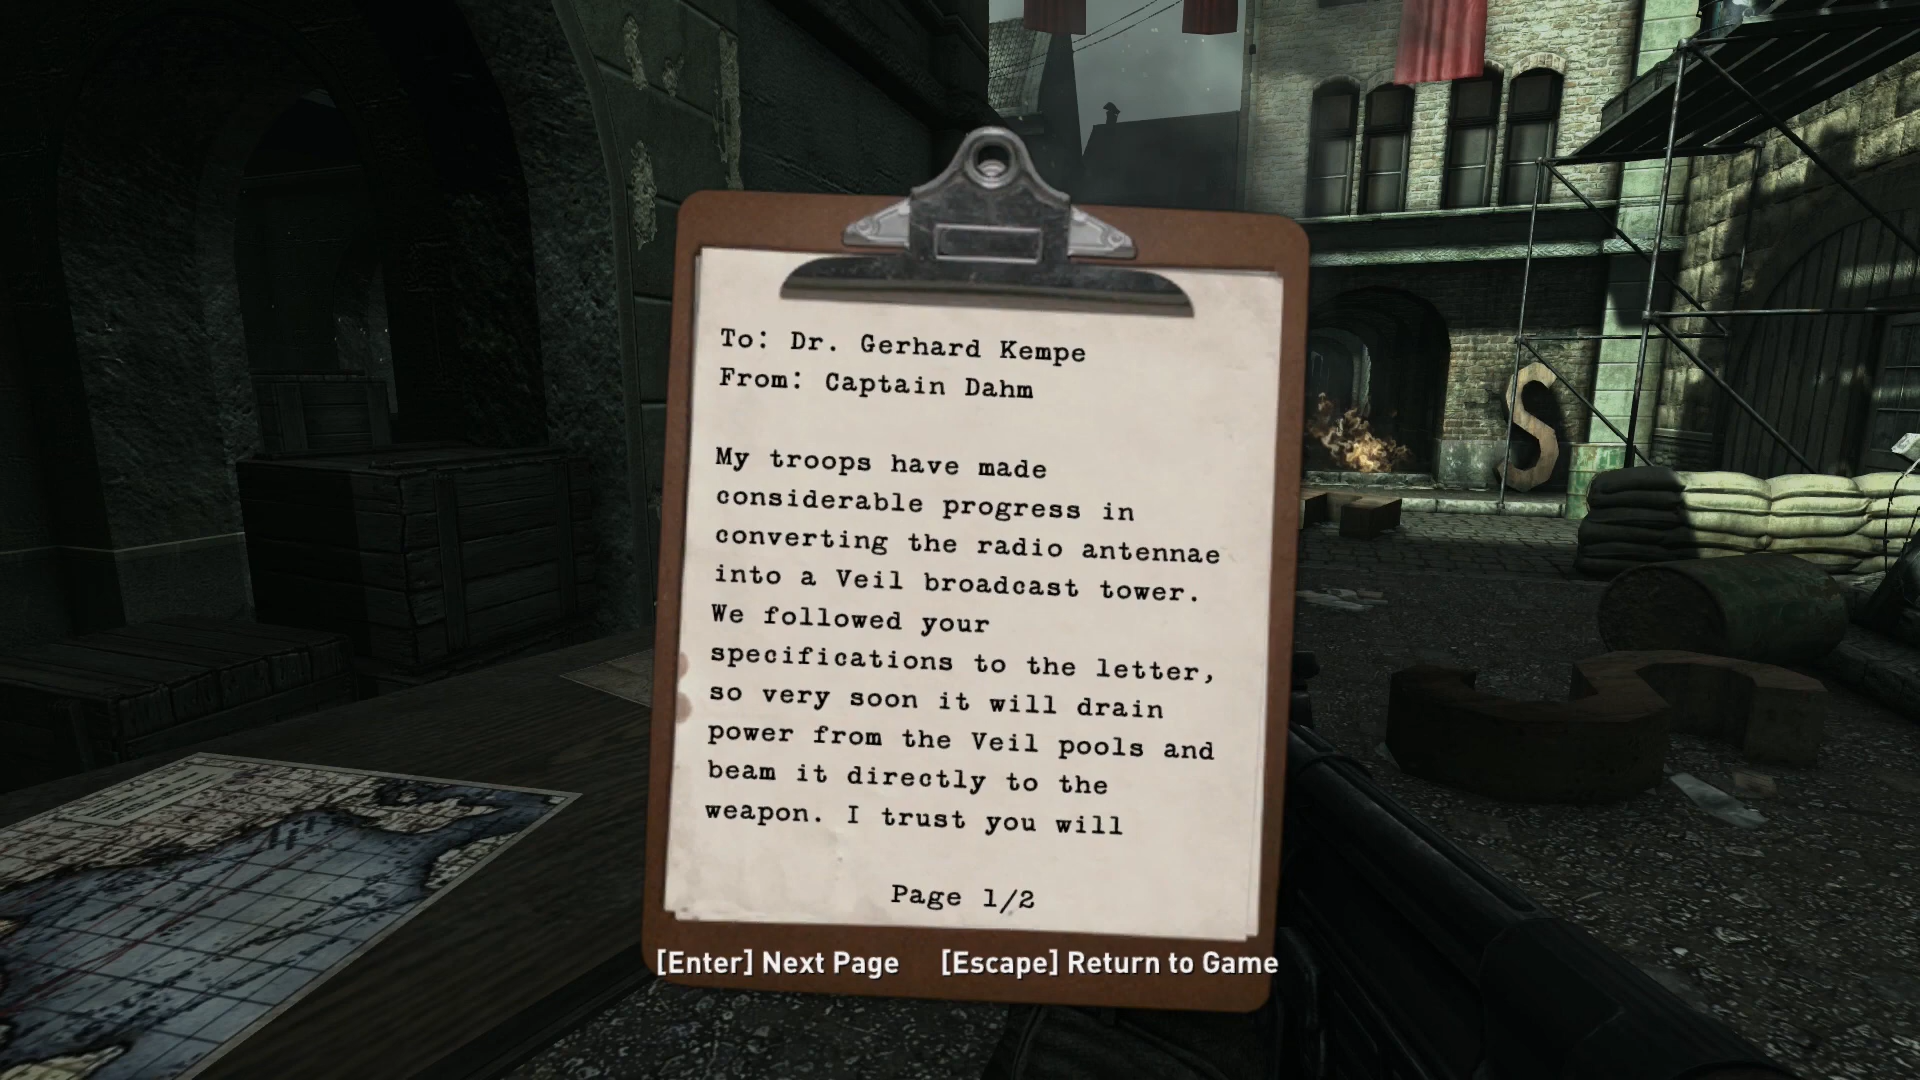 To: Dr. Gerhard Kempe
From: Captain Dahm
My troops have made
considerable progress in
converting the radio antennae
into a Veil broadcast tower.
We followed your
specifications to the letter,
so very soon it will drain
power from the Veil pools and
beam it directly to the
weapon. I trust you will
Page 1/2
[Enter] Next Page [Escape] Return to Game
S